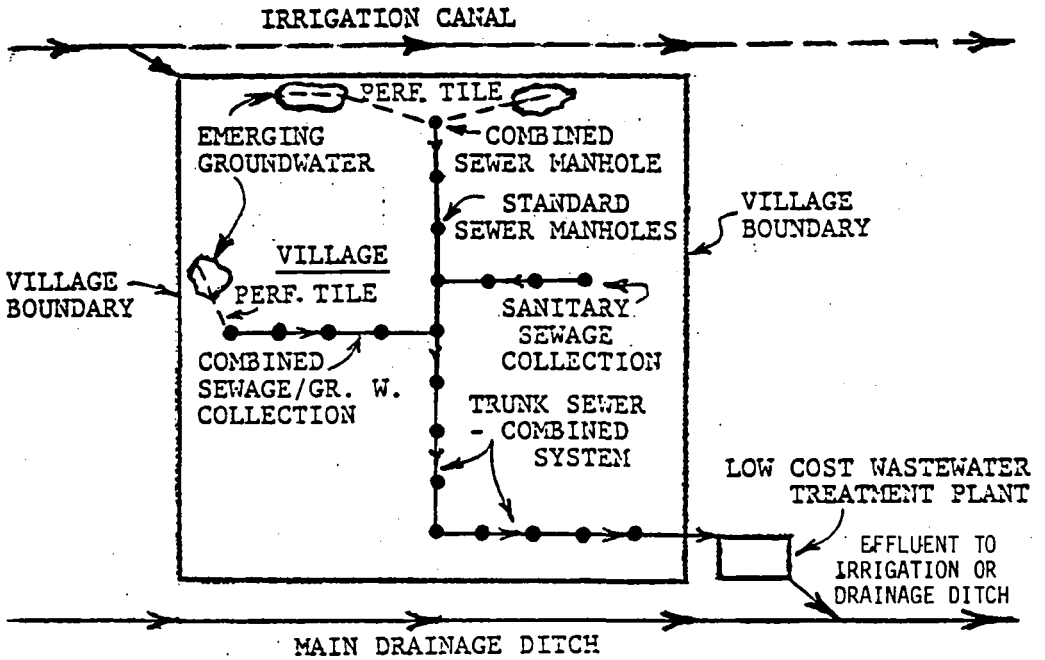 IRRIGATION CANAL
PERF. TILE
EMERGING
GROUNDWATER
COMBINED
SEWER MANHOLE
STANDARD
SEWER MANHOLES
VILLAGE
BOUNDARY
VILLAGE
VILLAGE
BOUNDARY
PERF. TILE
SANITARY
SEWAGE
COLLECTION
COMBINED
SEWAGE/GR. W.
COLLECTION
TRUNK SEWER
- COMBINED
SYSTEM
LOW COST WASTEWATER
TREATMENT PLANT
EFFLUENT TO
IRRIGATION OR
DRAINAGE DITCH
MAIN DRAINAGE DITCH